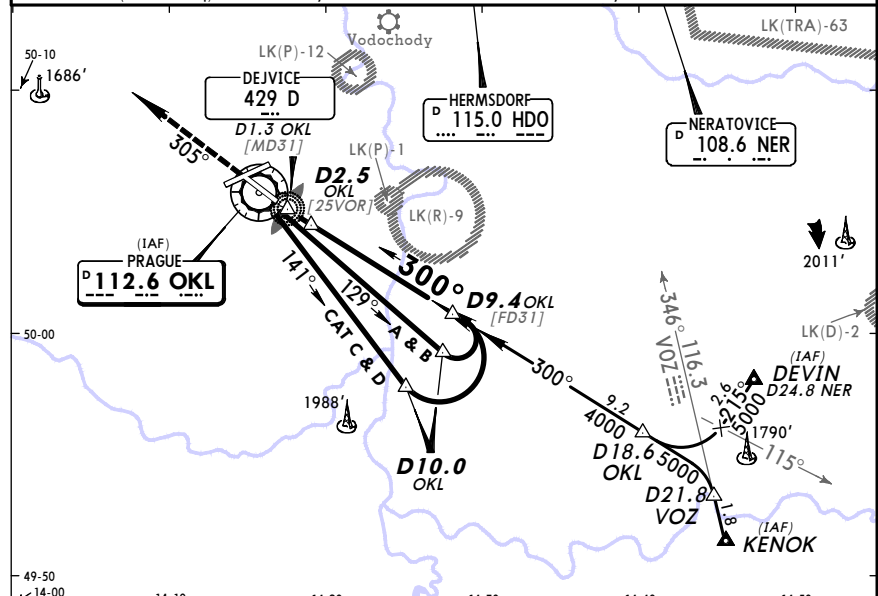 LK(TRA)-63
Vodochody
50-10
1686'
LK(P)-12
DEJVICE
429 D
D1.3 OKL
[MD31]
HERMSDORF
D 115.0 HDO
NERATOVICE
D 108.6 NER
305°
LK(P)-1
D2.5
OKL
[25VOR]
LK(R)-9
(IAF)
PRAGUE
D 112.6 OKL
2011'
141°
CAT C & D
129°
A & B
300°
D9.4 OKL
[FD31]
346°
116.3
VOZ
LK(D)-2
50-00
300°
(IAF)
DEVIN
D24.8 NER
2.6
215°
5000
9.2
4000
1988'
1790'
D18.6
OKL
5000
115°
D10.0
OKL
D21.8
VOZ
1.8
(IAF)
KENOK
49-50
14-00